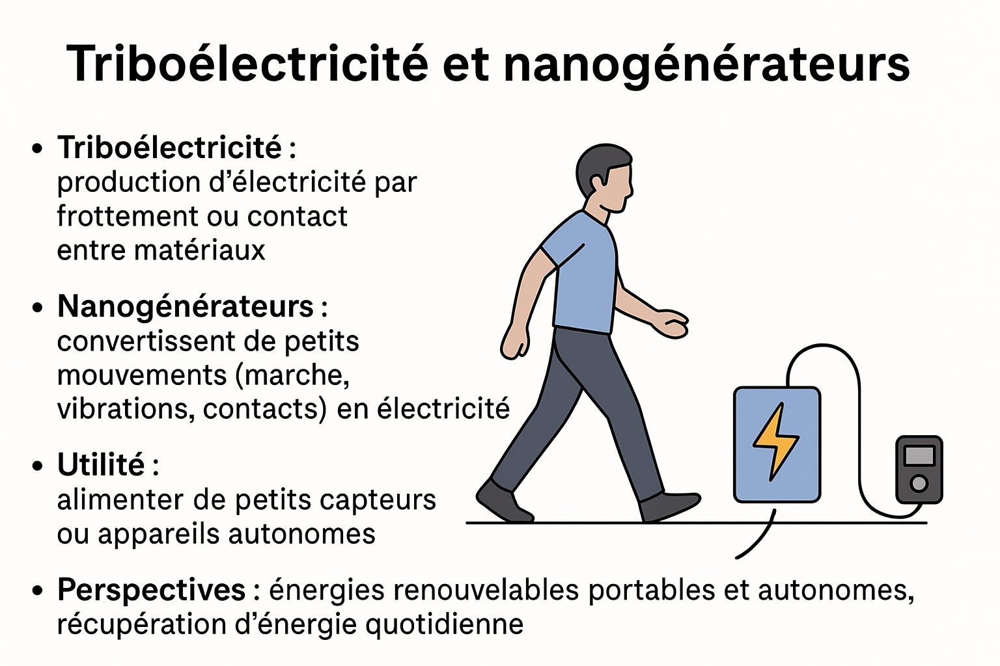 Triboélectricité et nanogénérateurs
• Triboélectricité :
production d’électricité par
frottement ou contact
entre matériaux
• Nanogénérateurs :
convertissent de petits
mouvements (marche,
vibrations, contacts) en électricité
• Utilité :
alimenter de petits capteurs
ou appareils autonomes
• Perspectives : énergies renouvelables portables et autonomes,
récupération d’énergie quotidienne